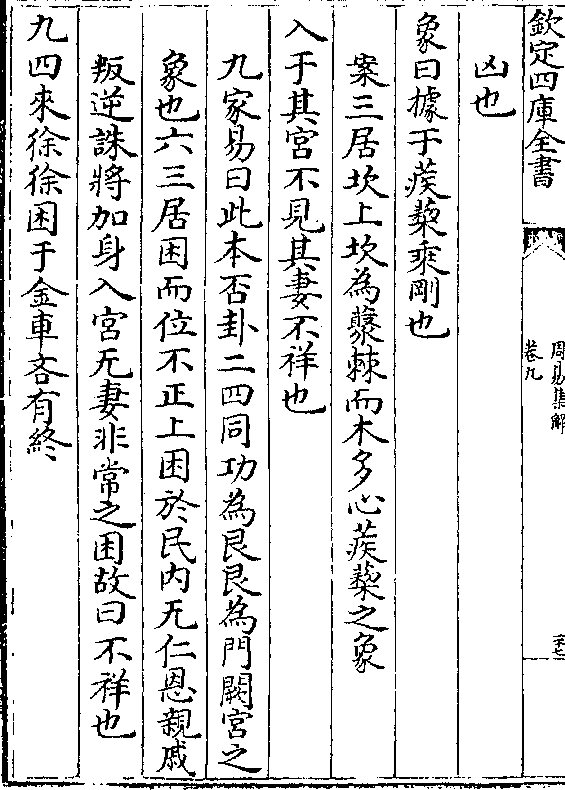 欽定四庫全書
周易集解
卷九
凶也
象曰據于蒺蔾乘剛也
案三居坎上坎為藂棘而木多心蒺蔾之象
入于其宮不見其妻不祥也
九家易曰此本否卦二四同功為艮艮為門闕宮之
象也六三居困而位不正上困於民內无仁恩親戚
叛逆誅將加身入宮无妻非常之困故曰不祥也
九四來徐徐困于金車吝有終